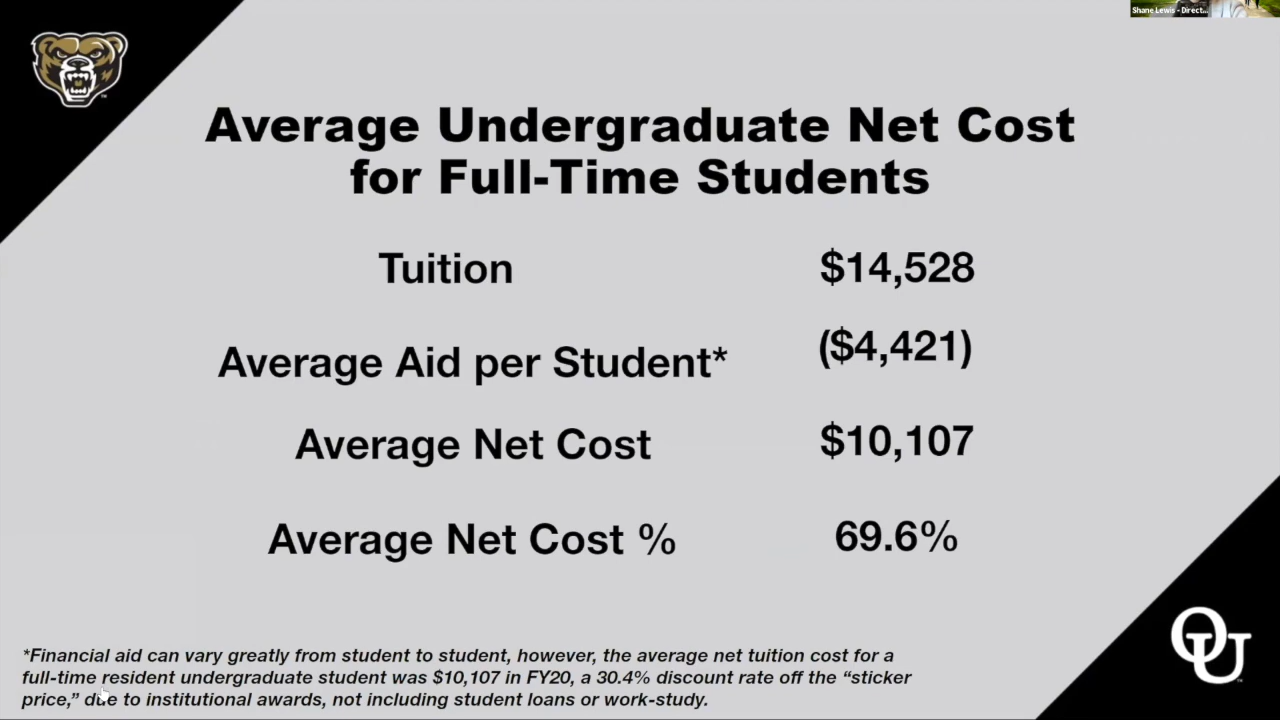 Shane Lewis - Direct...
Average Undergraduate Net Cost
for Full-Time Students
Tuition $14,528
Average Aid per Student* ($4,421)
Average Net Cost $10,107
Average Net Cost % 69.6%
*Financial aid can vary greatly from student to student, however, the average net tuition cost for a
full-time resident undergraduate student was $10,107 in FY20, a 30.4% discount rate off the “sticker
price,” due to institutional awards, not including student loans or work-study.
OU